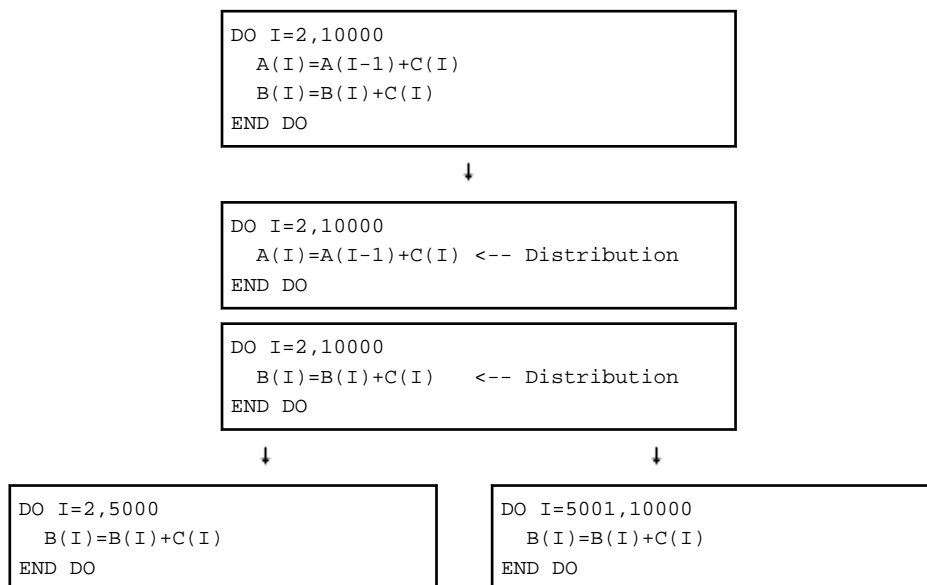 DO I=2,10000
  A(I)=A(I-1)+C(I)
  B(I)=B(I)+C(I)
END DO
DO I=2,10000
  A(I)=A(I-1)+C(I) <-- Distribution
END DO
DO I=2,10000
  B(I)=B(I)+C(I)   <-- Distribution
END DO
DO I=2,5000
  B(I)=B(I)+C(I)
END DO
DO I=5001,10000
  B(I)=B(I)+C(I)
END DO